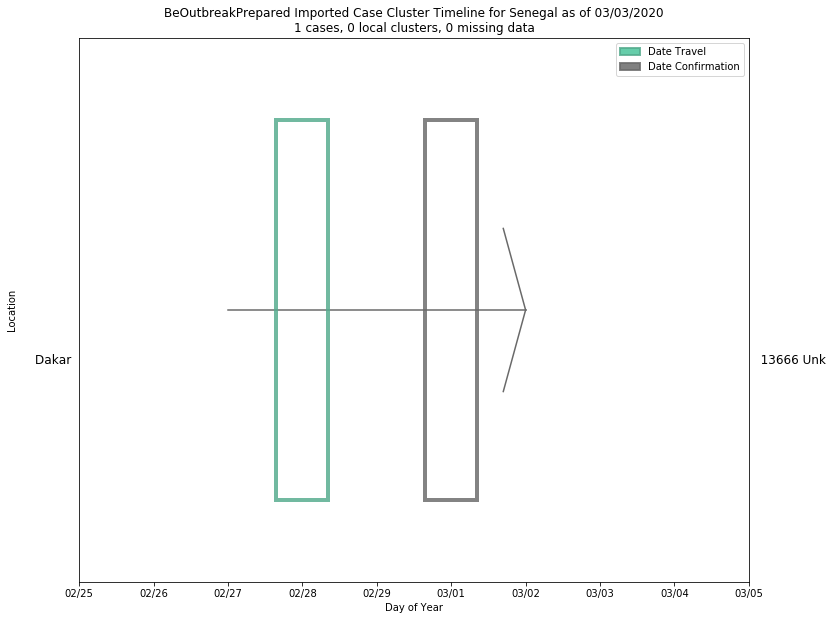 BeOutbreakPrepared Imported Case Cluster Timeline for Senegal as of 03/03/2020
1 cases, 0 local clusters, 0 missing data
Date Travel
Date Confirmation
Location
Dakar
13666 Unk
02/25 02/26 02/27 02/28 02/29 03/01 03/02 03/03 03/04 03/05
Day of Year